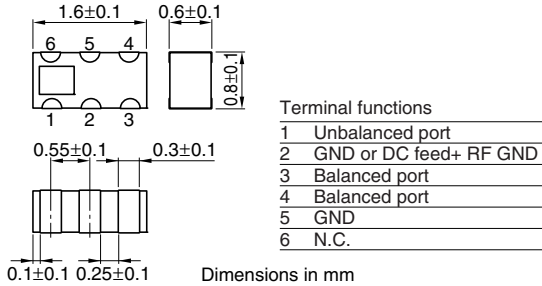 1.6±0.1 0.6±0.1
6 5 4
0.8±0.1
1 2 3
0.55±0.1 0.3±0.1
0.1±0.1 0.25±0.1
Dimensions in mm
Terminal functions
1 Unbalanced port
2 GND or DC feed+ RF GND
3 Balanced port
4 Balanced port
5 GND
6 N.C.